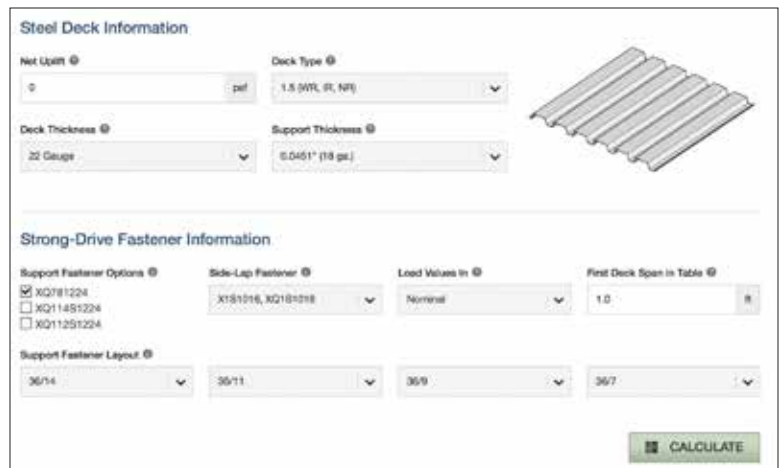 Steel Deck Information
Net Uplift
Deck Type
0 psf
1.5 (WR, IR, NR)
Deck Thickness
Support Thickness
22 Gauge
0.0451" (18 ga.)
Strong-Drive Fastener Information
Support Fastener Options
Side-Lap Fastener
Load Values In
First Deck Span in Table
XQ781224
XQ114S1224
XQ112S1224
X1S1016, XQ1S1016
Nominal
1.0 ft
Support Fastener Layout
36/14
36/11
36/9
36/7
CALCULATE